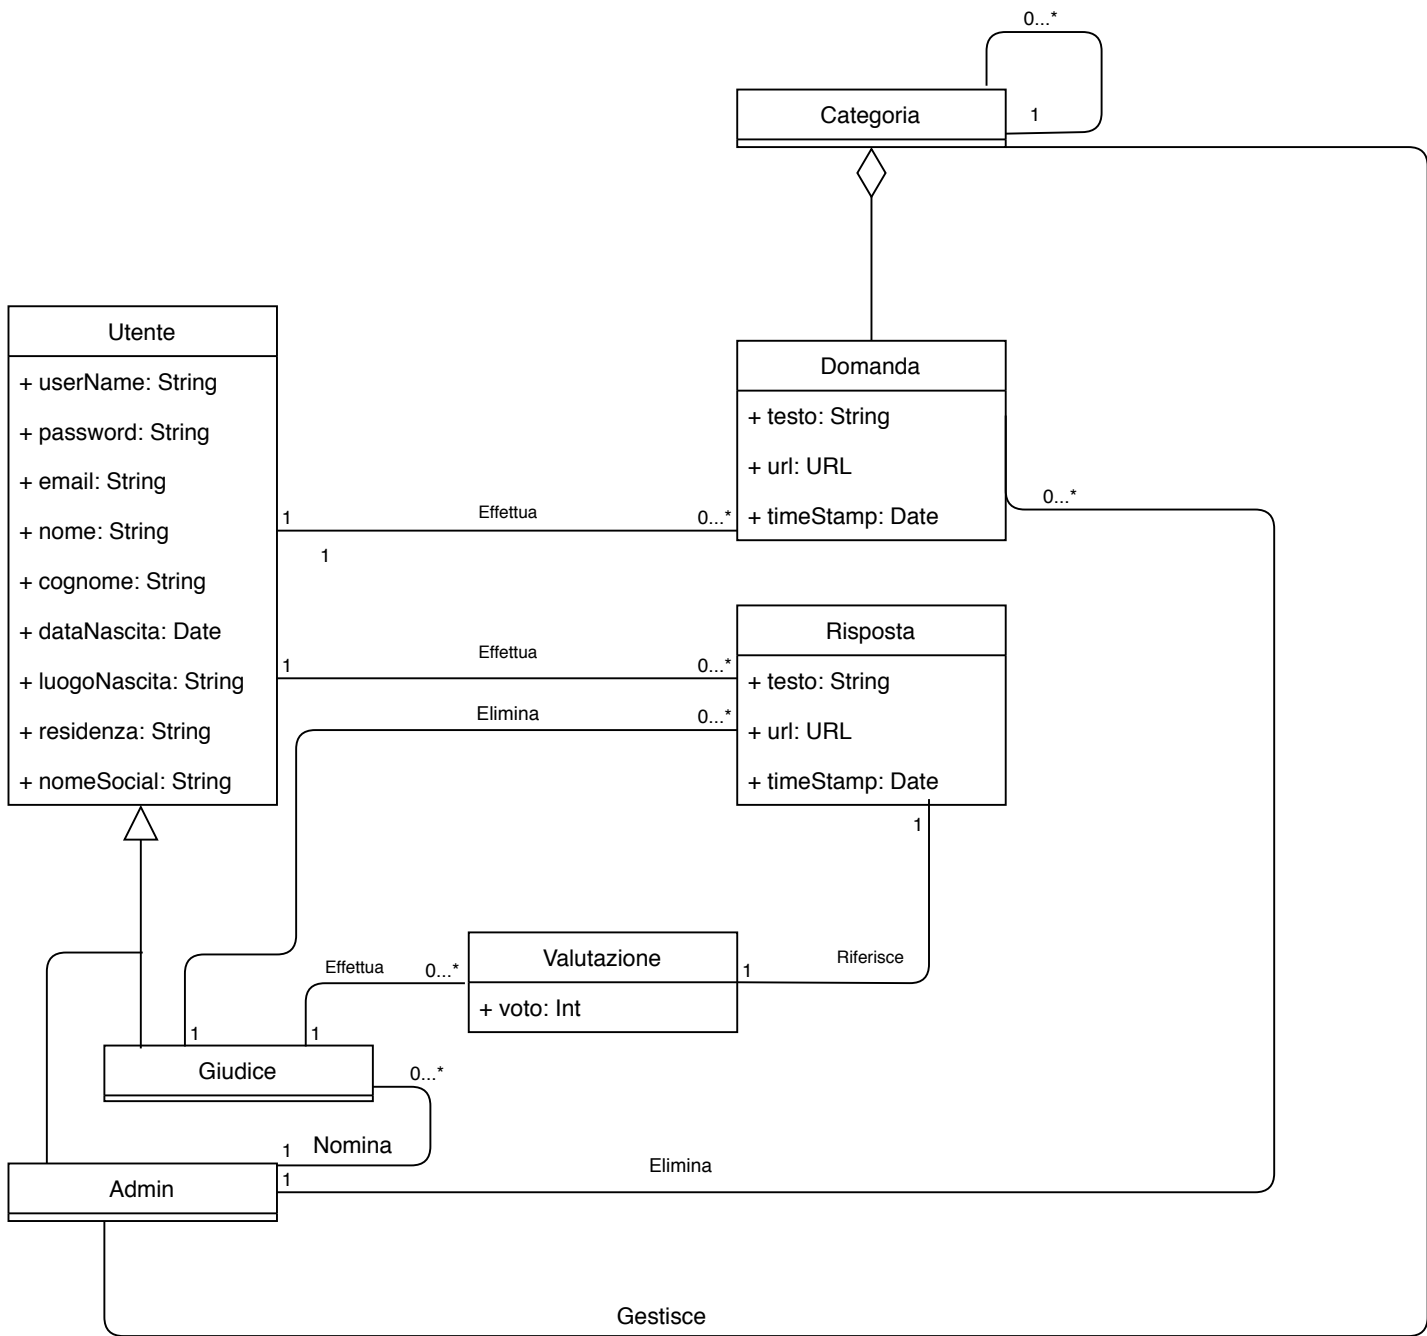 0...*
Categoria
1
Utente
+ userName: String
+ password: String
+ email: String
+ nome: String
+ cognome: String
+ dataNascita: Date
+ luogoNascita: String
+ residenza: String
+ nomeSocial: String
Domanda
+ testo: String
+ url: URL
+ timeStamp: Date
0...*
1
Effettua
0...*
1
Risposta
+ testo: String
+ url: URL
+ timeStamp: Date
1
Effettua
0...*
Elimina
0...*
1
Valutazione
+ voto: Int
Effettua
0...*
1
Riferisce
1
1
Giudice
0...*
1
Nomina
Admin
1
Elimina
Gestisce